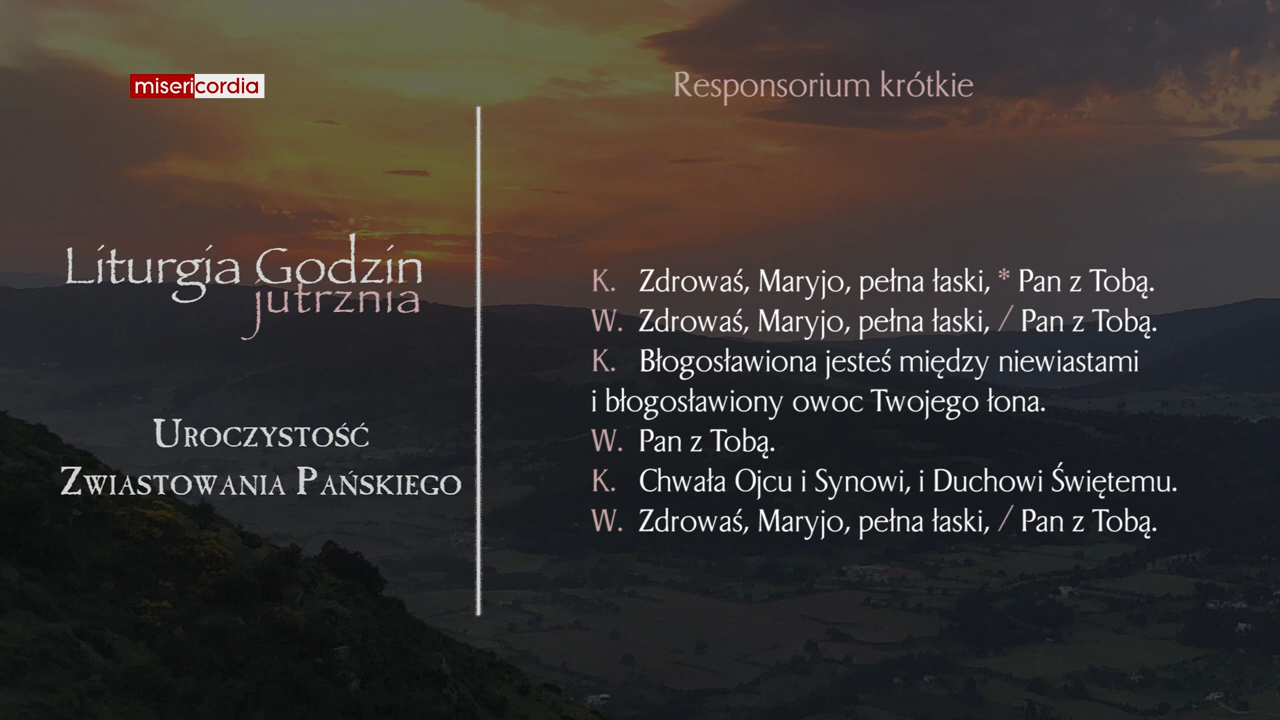 misericordia
Liturgia Godzin
jutrznia
Uroczystość
Zwiastowania Pańskiego
Responsorium krótkie
K. Zdrowaś, Maryjo, pełna łaski, * Pan z Tobą.
W. Zdrowaś, Maryjo, pełna łaski, / Pan z Tobą.
K. Błogosławiona jesteś między niewiastami
i błogosławiony owoc Twojego łona.
W. Pan z Tobą.
K. Chwała Ojcu i Synowi, i Duchowi Świętemu.
W. Zdrowaś, Maryjo, pełna łaski, / Pan z Tobą.